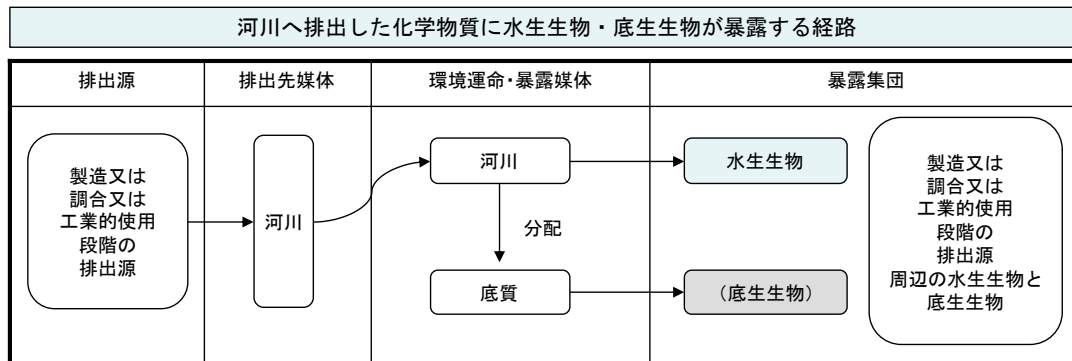 河川へ排出した化学物質に水生生物・底生生物が暴露する経路
排出源
排出先媒体
環境運命・暴露媒体
暴露集団
製造又は
調合又は
工業的使用
段階の
排出源
河川
河川
分配
底質
水生生物
（底生生物）
製造又は
調合又は
工業的使用
段階の
排出源
周辺の水生生物と
底生生物